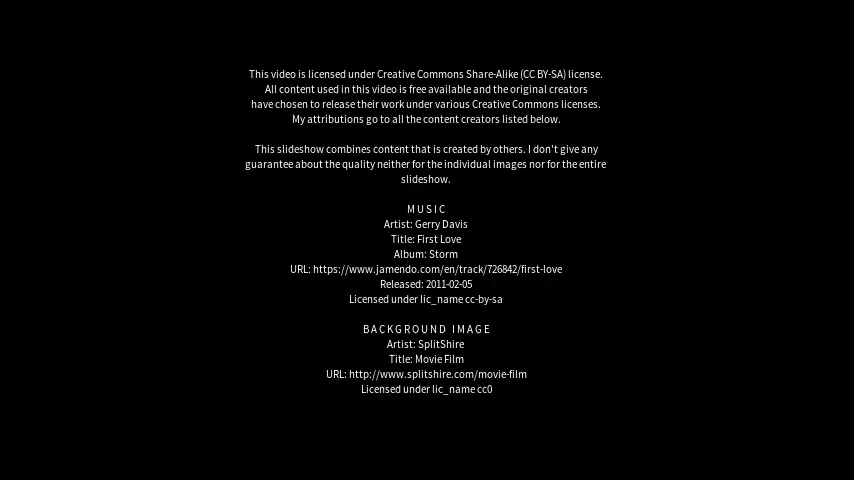 This video is licensed under Creative Commons Share-Alike (CC BY-SA) license.
All content used in this video is free available and the original creators
have chosen to release their work under various Creative Commons licenses.
My attributions go to all the content creators listed below.
This slideshow combines content that is created by others. I don't give any
guarantee about the quality neither for the individual images nor for the entire
slideshow.
MUSIC
Artist: Gerry Davis
Title: First Love
Album: Storm
URL: https://www.jamendo.com/en/track/726842/first-love
Released: 2011-02-05
Licensed under lic_name cc-by-sa
BACKGROUND IMAGE
Artist: SplitShire
Title: Movie Film
URL: http://www.splitshire.com/movie-film
Licensed under lic_name cc0